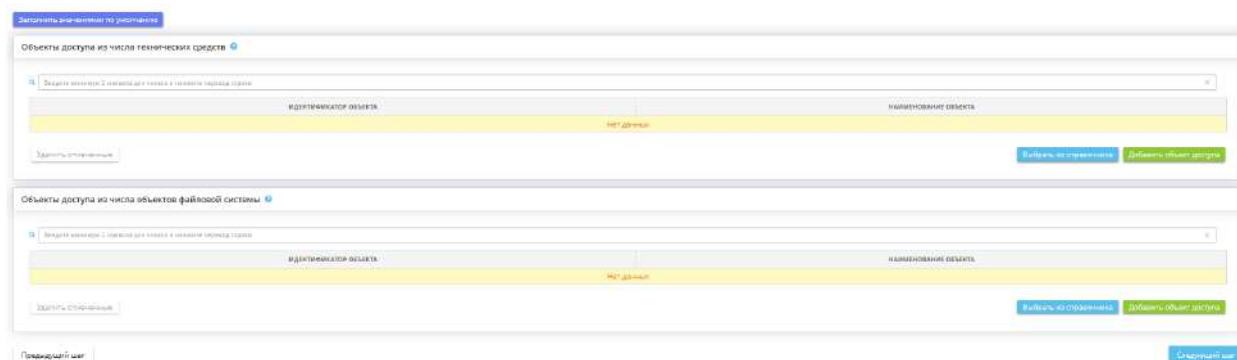 Заполнить значениями по умолчанию
Объекты доступа из числа технических средств
Введите минимум 2 символа для поиска и нажмите перевод строки
ИДЕНТИФИКАТОР ОБЪЕКТА НАИМЕНОВАНИЕ ОБЪЕКТА
Нет данных
Удалить отмеченные Выбрать из справочника Добавить объект доступа
Объекты доступа из числа объектов файловой системы
Введите минимум 2 символа для поиска и нажмите перевод строки
ИДЕНТИФИКАТОР ОБЪЕКТА НАИМЕНОВАНИЕ ОБЪЕКТА
Нет данных
Удалить отмеченные Выбрать из справочника Добавить объект доступа
Предыдущий шаг Следующий шаг